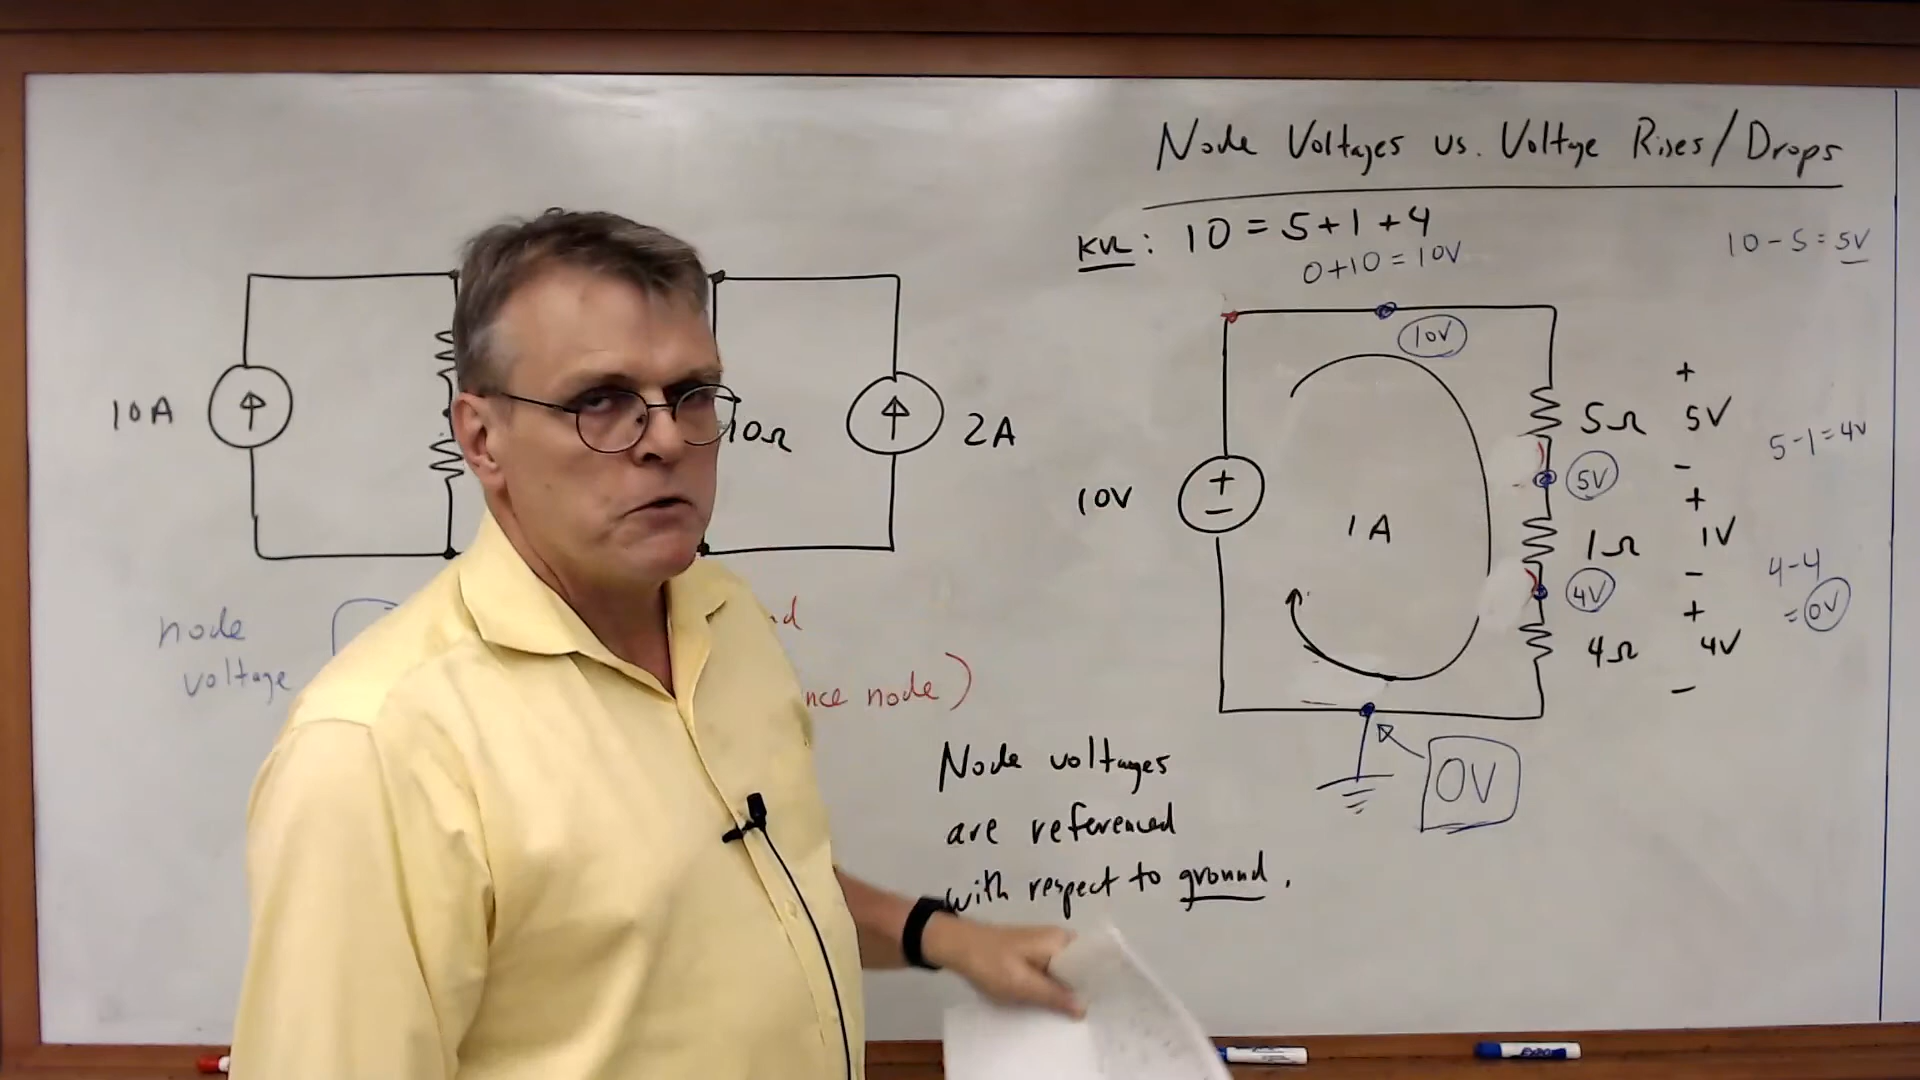 Node Voltages vs. Voltage Rises/Drops
KVL: 10 = 5+1+4
0+10=10V
10-5=5V
10A
10Ω
2A
node
voltage
nce node)
10V
+
-
1A
10V
5Ω
+
5V
-
5-1=4V
5V
1Ω
+
1V
-
4V
4Ω
+
4V
-
4-4
=0V
0V
Node voltages
are referenced
with respect to ground.